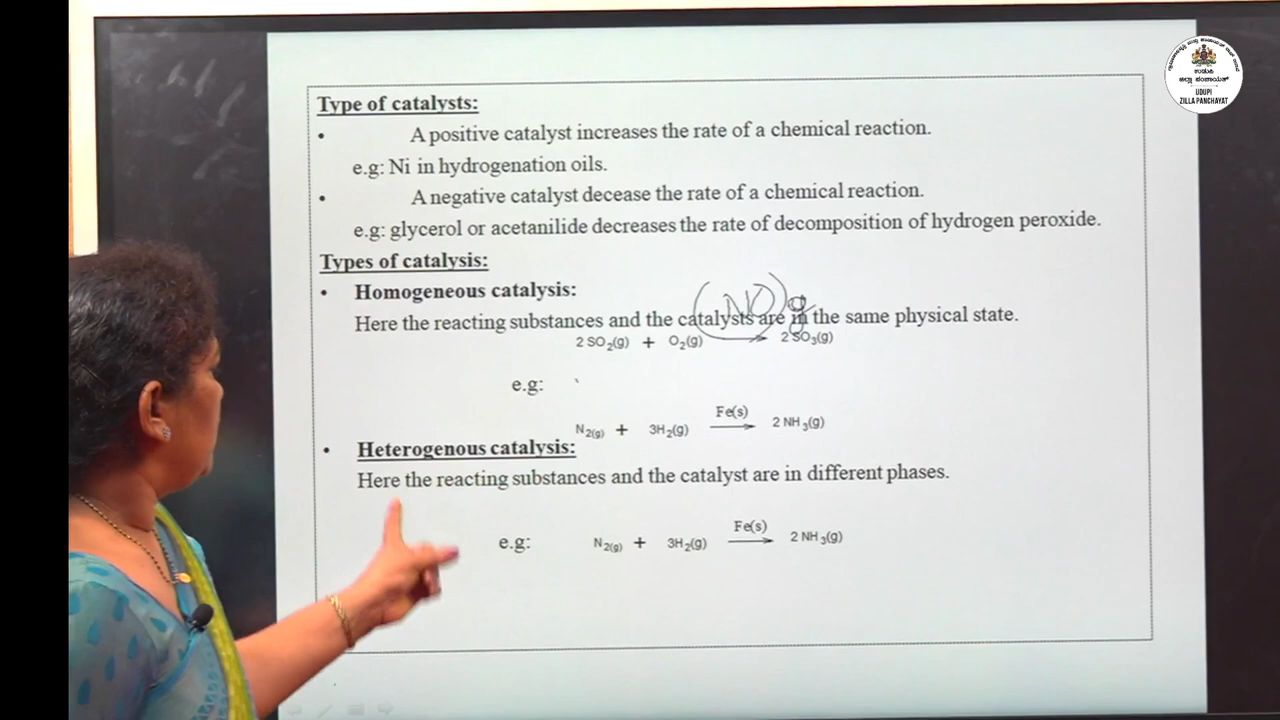 Type of catalysts:
• A positive catalyst increases the rate of a chemical reaction.
e.g: Ni in hydrogenation oils.
• A negative catalyst decease the rate of a chemical reaction.
e.g: glycerol or acetanilide decreases the rate of decomposition of hydrogen peroxide.
Types of catalysis:
• Homogeneous catalysis:
(NO)g
Here the reacting substances and the catalysts are in the same physical state.
2 SO₂(g) + O₂(g) → 2 SO₃(g)
e.g:
Fe(s)
N₂(g) + 3H₂(g) → 2 NH₃(g)
• Heterogenous catalysis:
Here the reacting substances and the catalyst are in different phases.
Fe(s)
e.g: N₂(g) + 3H₂(g) → 2 NH₃(g)
ಉಡುಪಿ
ಜಿಲ್ಲಾ ಪಂಚಾಯತ್
UDUPI
ZILLA PANCHAYAT